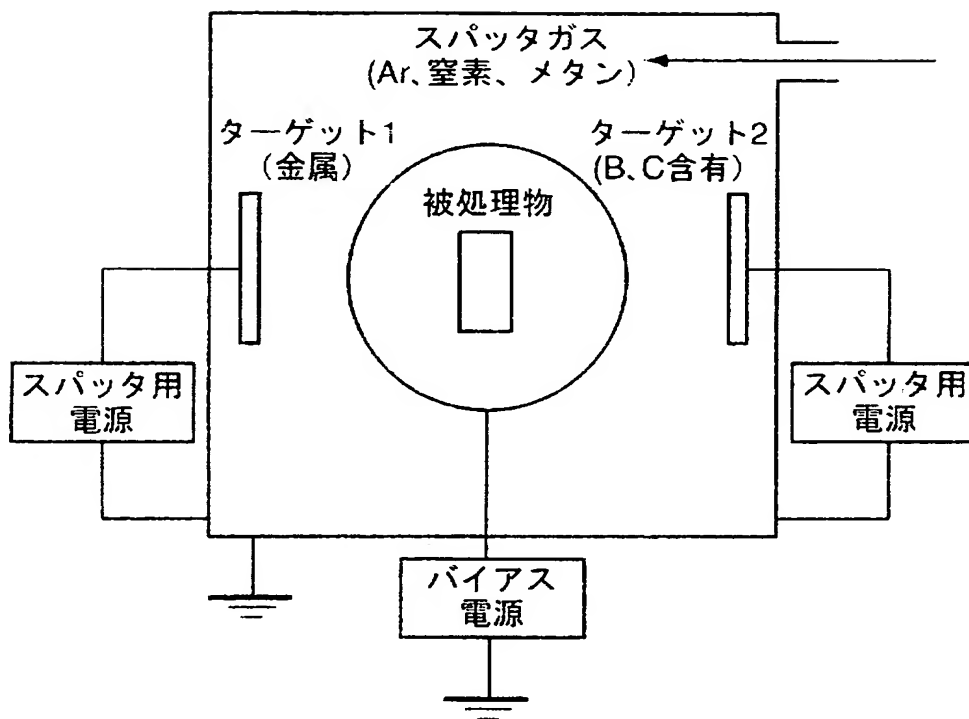 スパッタガス
(Ar、窒素、メタン)
ターゲット1
(金属)
ターゲット2
(B、C含有)
被処理物
スパッタ用
電源
スパッタ用
電源
バイアス
電源